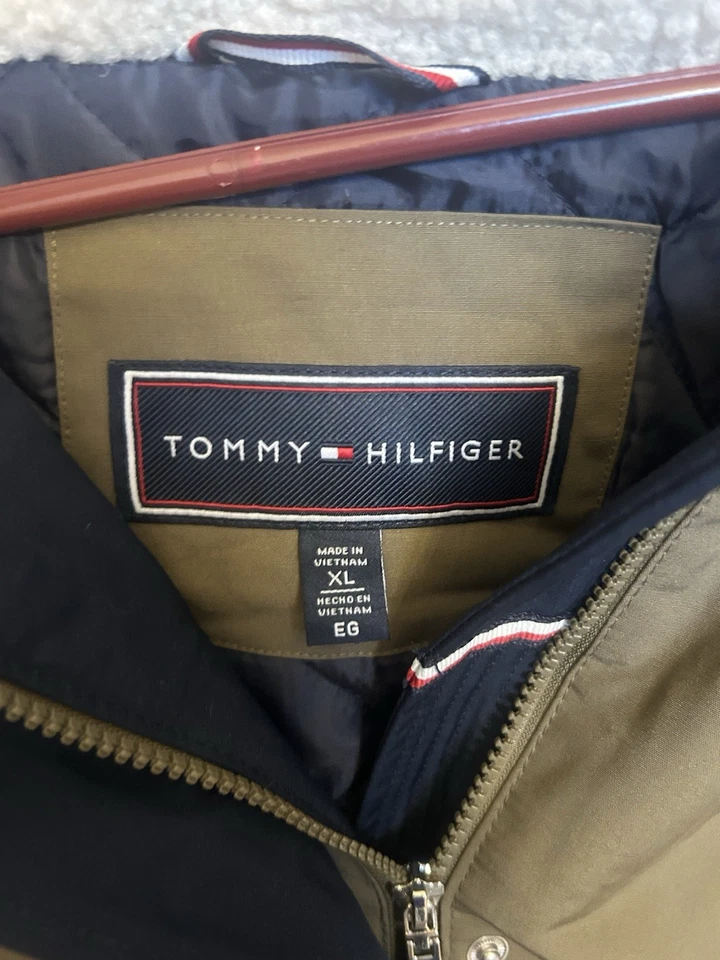 TOMMY HILFIGER
MADE IN
VIETNAM
XL
HECHO EN
VIETNAM
EG